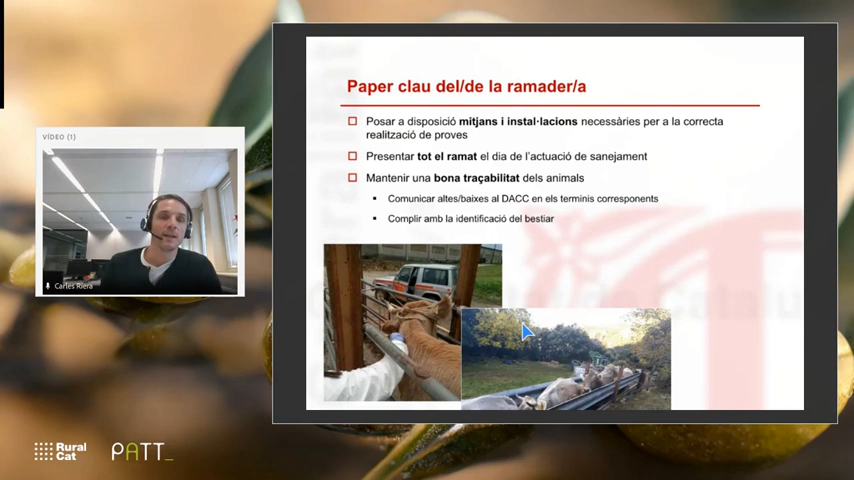 VÍDEO (1)
Carles Riera
Paper clau del/de la ramader/a
Posar a disposició mitjans i instal·lacions necessàries per a la correcta
realització de proves
Presentar tot el ramat el dia de l'actuació de sanejament
Mantenir una bona traçabilitat dels animals
Comunicar altes/baixes al DACC en els terminis corresponents
Complir amb la identificació del bestiar
Rural
Cat
PATT_